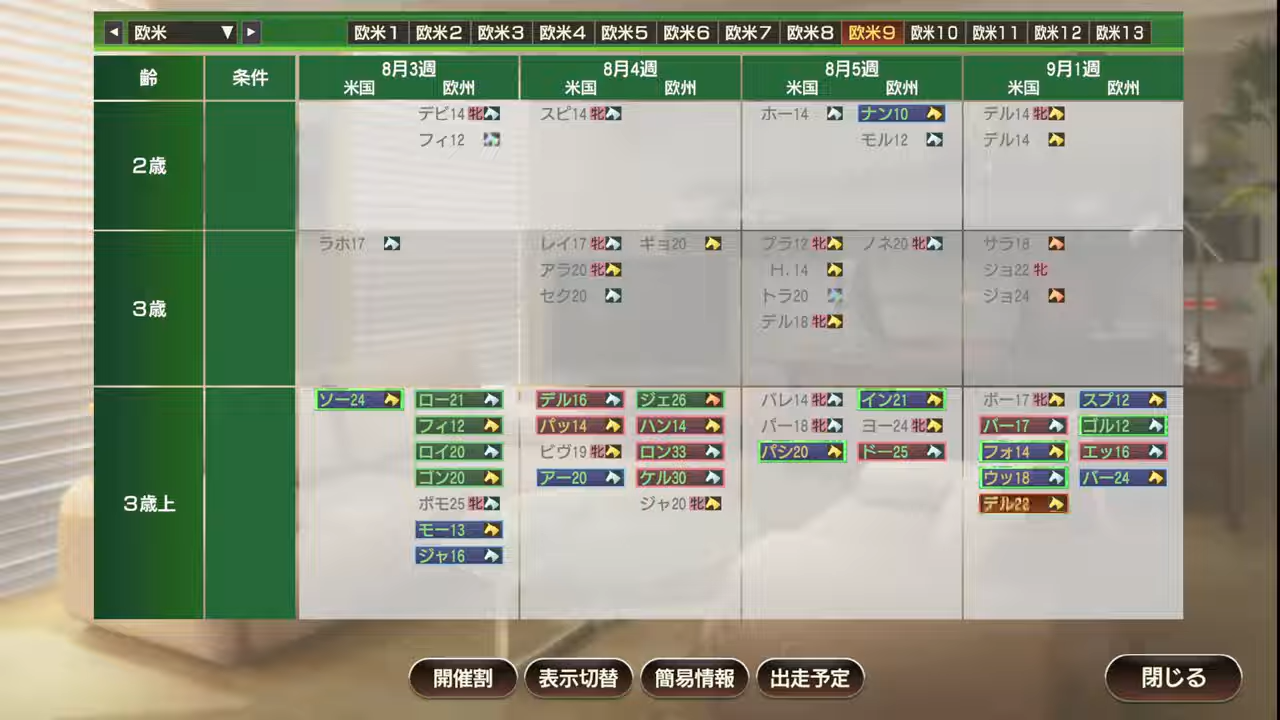 ◀ 欧米 ▼ ▶ 欧米1 欧米2 欧米3 欧米4 欧米5 欧米6 欧米7 欧米8 欧米9 欧米10 欧米11 欧米12 欧米13
齢 条件 8月3週 8月4週 8月5週 9月1週
米国 欧州 米国 欧州 米国 欧州 米国 欧州
2歳
デビ14 牝 スピ14 牝 ホー14 ナン10 デル14 牝
フィ12 モル12 デル14
3歳
ラホ17 レイ17 牝 ギョ20 プラ12 牝 ノネ20 牝 サラ18
アラ20 牝 H.14 ジョ22 牝
セク20 トラ20 ジョ24
デル18 牝
3歳上
ソー24 ロー21 デル16 ジェ26 バレ14 牝 イン21 ボー17 牝 スプ12
フィ12 パッ14 ハン14 バー18 牝 ヨー24 牝 バー17 ゴル12
ロイ20 ビヴ19 牝 ロン33 パシ20 ドー25 フォ14 エッ16
ゴン20 アー20 ケル30 ウッ18 バー24
ポモ25 牝 ジャ20 牝 デル22
モー13
ジャ16
開催割 表示切替 簡易情報 出走予定 閉じる